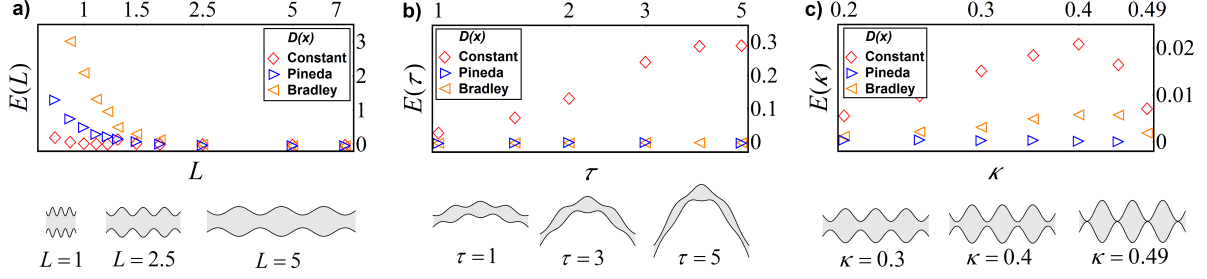 a)
1 1.5 2.5 5 7
E(L)
D(x)
Constant
Pineda
Bradley
3
2
1
0
L
L = 1 L = 2.5 L = 5
b)
1 2 3 5
E(τ)
D(x)
Constant
Pineda
Bradley
0.3
0.2
0.1
0.0
τ
τ = 1 τ = 3 τ = 5
c)
0.2 0.3 0.4 0.49
E(κ)
D(x)
Constant
Pineda
Bradley
0.02
0.01
0
κ
κ = 0.3 κ = 0.4 κ = 0.49